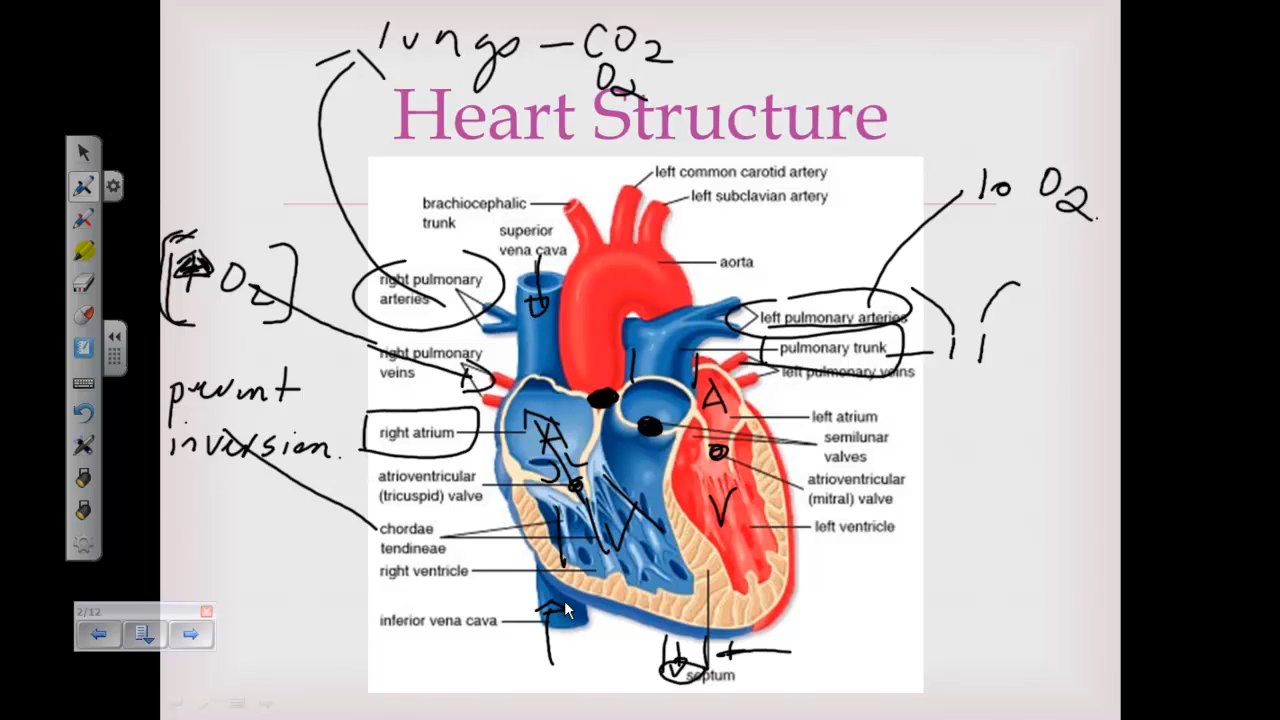 lungs – CO2
O2
Heart Structure
left common carotid artery
left subclavian artery
brachiocephalic
trunk
superior
vena cava
aorta
lo O2.
O2
right pulmonary
arteries
left pulmonary arteries
pulmonary trunk
left pulmonary veins
right pulmonary
veins
prevent
inversion.
A
A
right atrium
left atrium
semilunar
valves
atrioventricular
(tricuspid) valve
atrioventricular
(mitral) valve
V
V
chordae
tendineae
left ventricle
right ventricle
inferior vena cava
septum
2/12